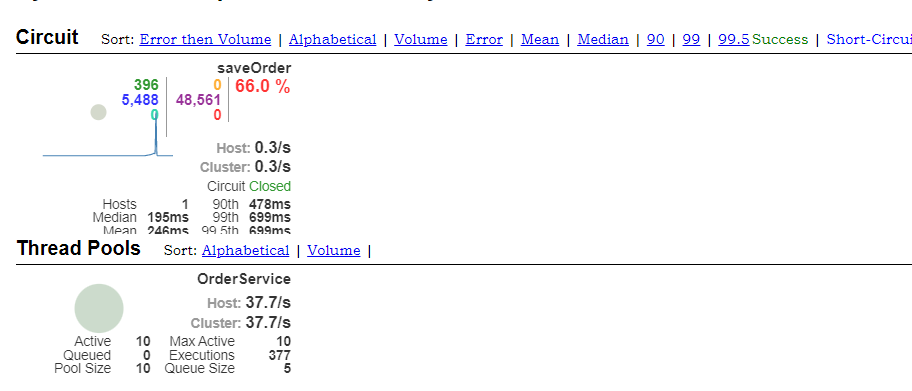 Circuit Sort: Error then Volume | Alphabetical | Volume | Error | Mean | Median | 90 | 99 | 99.5 Success | Short-Circui
saveOrder
396 0 66.0 %
5,488 48,561
0 0
Host: 0.3/s
Cluster: 0.3/s
Circuit Closed
Hosts 1 90th 478ms
Median 195ms 99th 699ms
Mean 246ms 99.5th 699ms
Thread Pools Sort: Alphabetical | Volume |
OrderService
Host: 37.7/s
Cluster: 37.7/s
Active 10 Max Active 10
Queued 0 Executions 377
Pool Size 10 Queue Size 5